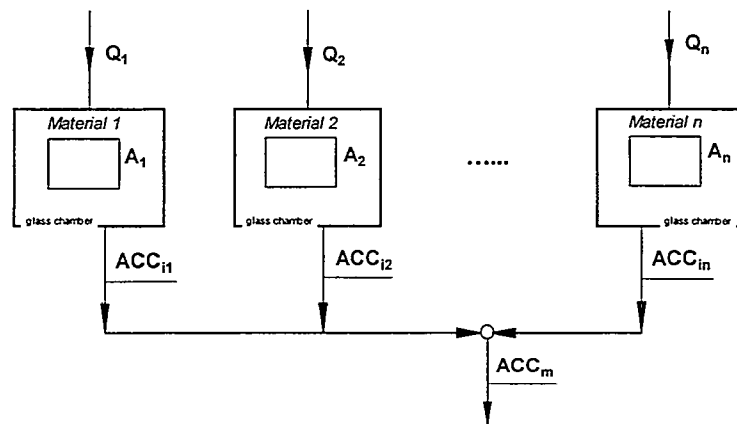 Q1 Q2 Qn
Material 1 Material 2 Material n
A1 A2 ...... An
glass chamber glass chamber glass chamber
ACCi1 ACCi2 ACCin
ACCm